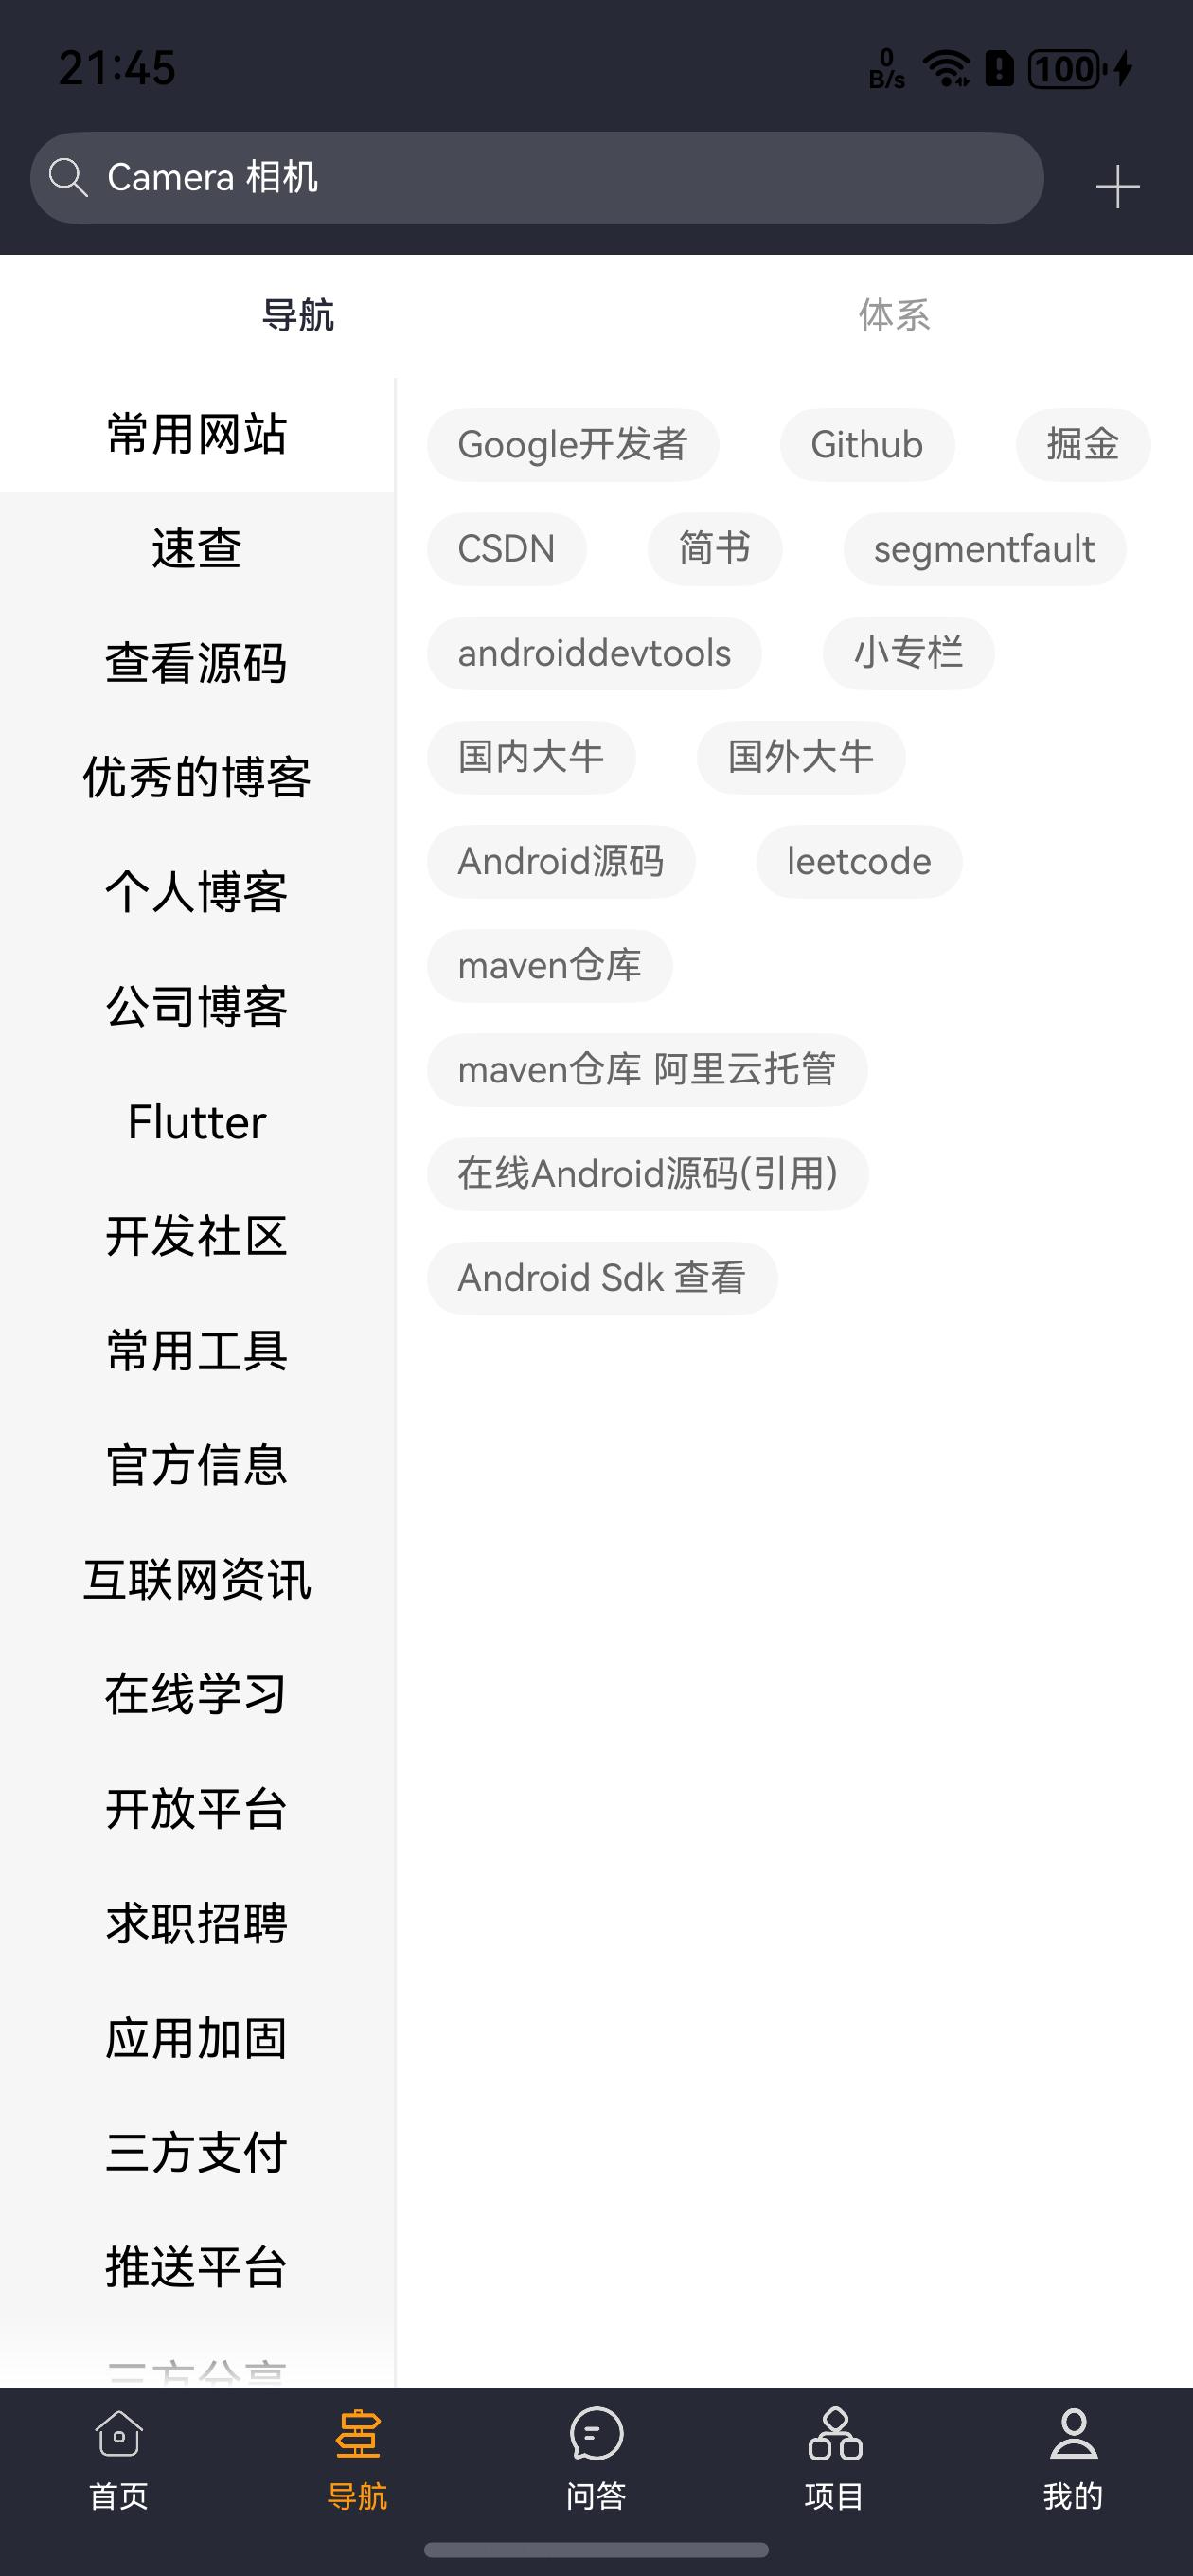 21:45
0
B/s
100
Camera 相机
导航
体系
常用网站
速查
查看源码
优秀的博客
个人博客
公司博客
Flutter
开发社区
常用工具
官方信息
互联网资讯
在线学习
开放平台
求职招聘
应用加固
三方支付
推送平台
三方分享
Google开发者
Github
掘金
CSDN
简书
segmentfault
androiddevtools
小专栏
国内大牛
国外大牛
Android源码
leetcode
maven仓库
maven仓库 阿里云托管
在线Android源码(引用)
Android Sdk 查看
首页
导航
问答
项目
我的